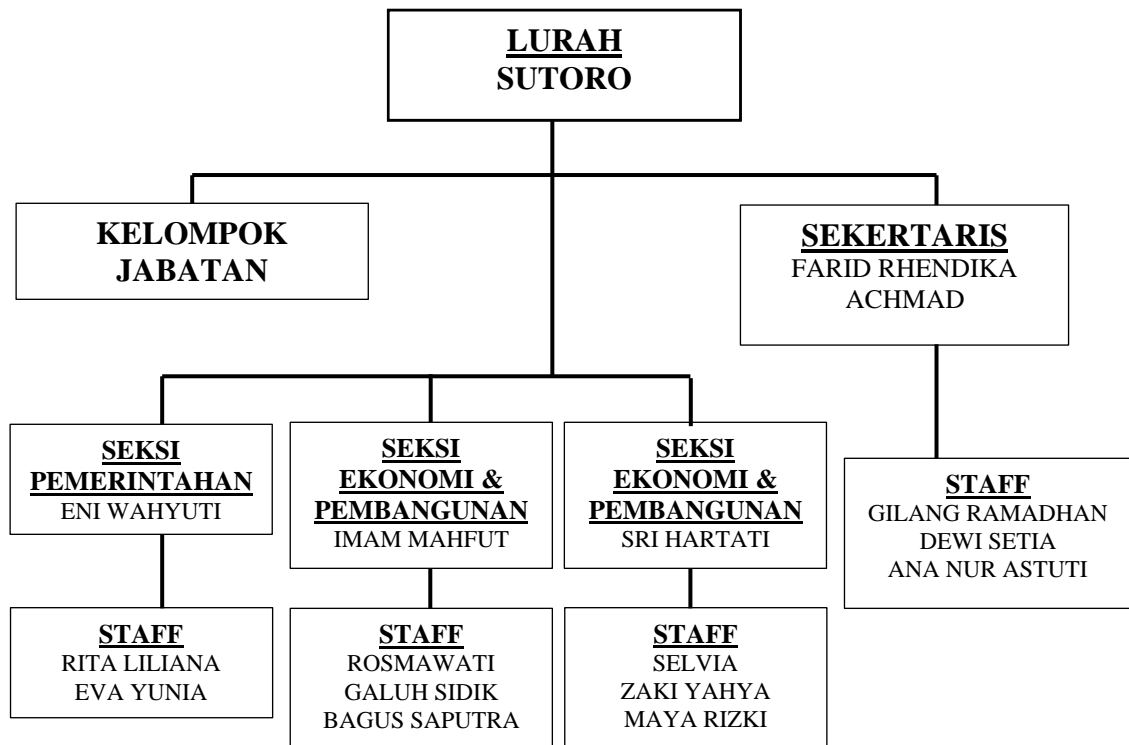 LURAH
SUTORO
KELOMPOK
JABATAN
SEKERTARIS
FARID RHENDIKA
ACHMAD
SEKSI
PEMERINTAHAN
ENI WAHYUTI
SEKSI
EKONOMI &
PEMBANGUNAN
IMAM MAHFUT
SEKSI
EKONOMI &
PEMBANGUNAN
SRI HARTATI
STAFF
GILANG RAMADHAN
DEWI SETIA
ANA NUR ASTUTI
STAFF
RITA LILIANA
EVA YUNIA
STAFF
ROSMAWATI
GALUH SIDIK
BAGUS SAPUTRA
STAFF
SELVIA
ZAKI YAHYA
MAYA RIZKI